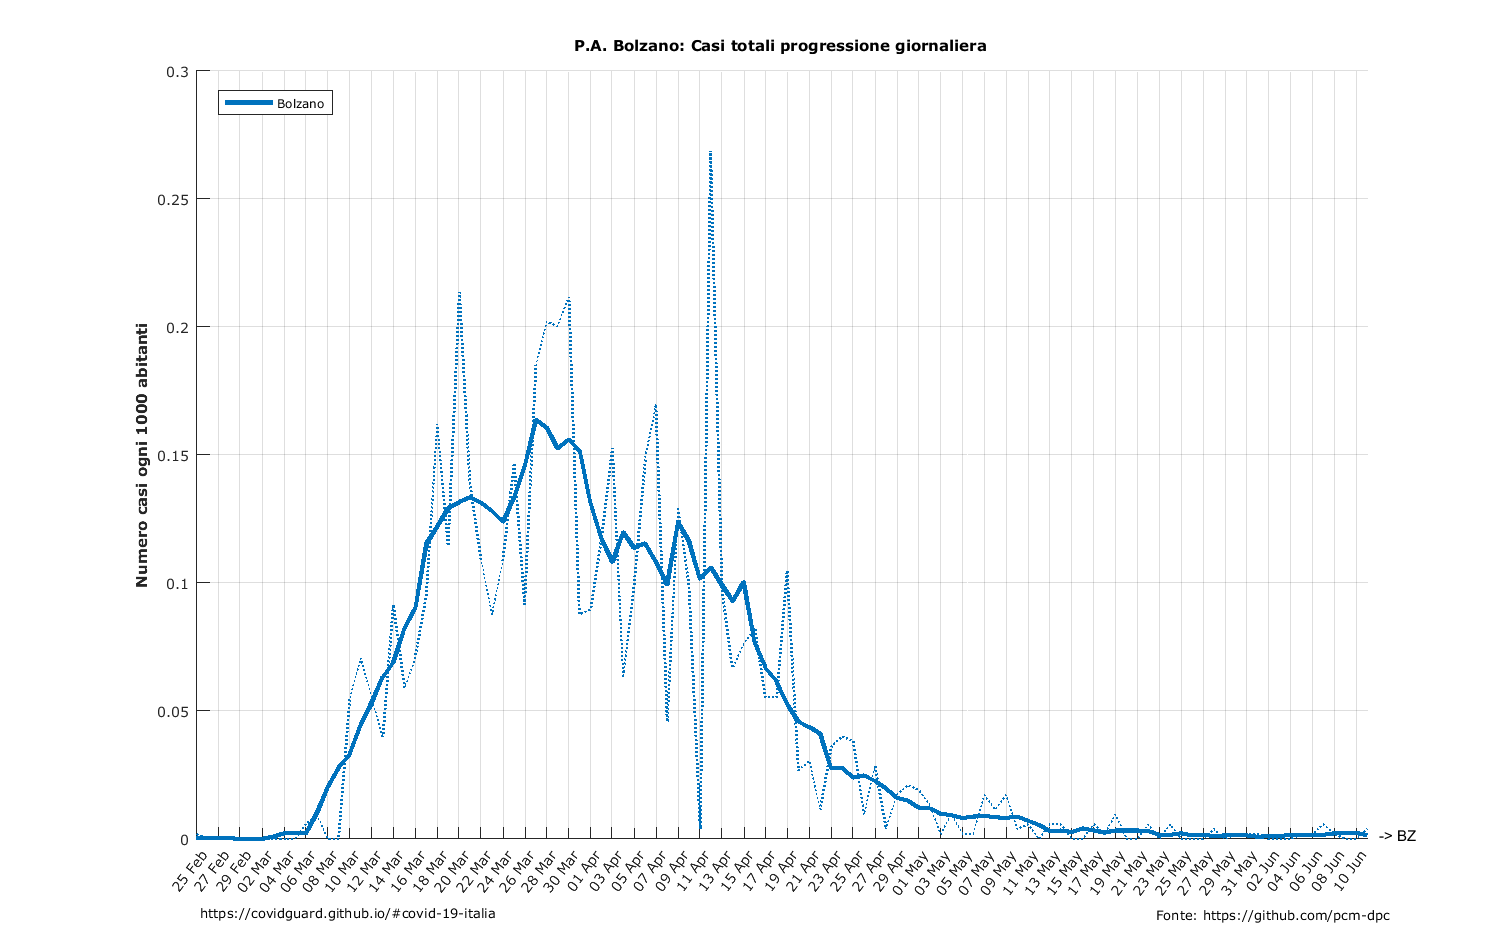 P.A. Bolzano: Casi totali progressione giornaliera
Bolzano
Numero casi ogni 1000 abitanti
0.3
0.25
0.2
0.15
0.1
0.05
0
25 Feb
27 Feb
29 Feb
02 Mar
04 Mar
06 Mar
08 Mar
10 Mar
12 Mar
14 Mar
16 Mar
18 Mar
20 Mar
22 Mar
24 Mar
26 Mar
28 Mar
30 Mar
01 Apr
03 Apr
05 Apr
07 Apr
09 Apr
11 Apr
13 Apr
15 Apr
17 Apr
19 Apr
21 Apr
23 Apr
25 Apr
27 Apr
29 Apr
01 May
03 May
05 May
07 May
09 May
11 May
13 May
15 May
17 May
19 May
21 May
23 May
25 May
27 May
29 May
31 May
02 Jun
04 Jun
06 Jun
08 Jun
10 Jun
-> BZ
https://covidguard.github.io/#covid-19-italia
Fonte: https://github.com/pcm-dpc